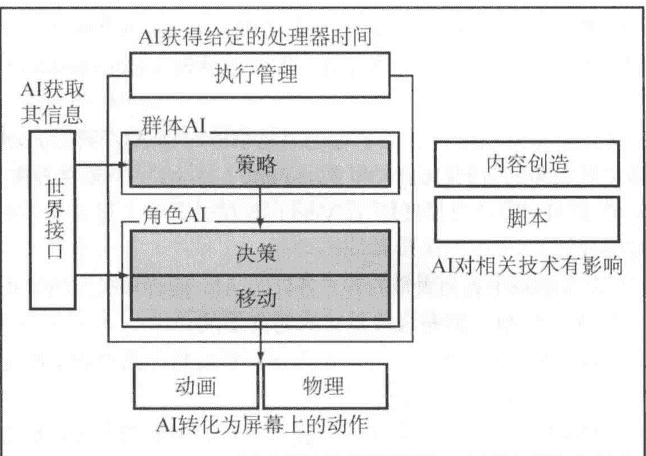 AI获得给定的处理器时间
执行管理
AI获取
其信息
群体AI
策略
世界接口
角色AI
决策
移动
内容创造
脚本
AI对相关技术有影响
动画
物理
AI转化为屏幕上的动作